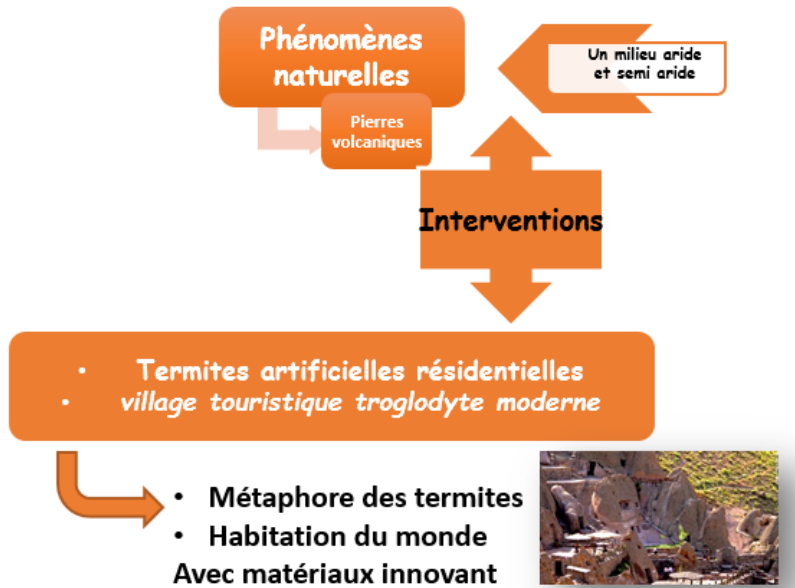 Phénomènes
naturelles
Un milieu aride
et semi aride
Pierres
volcaniques
Interventions
• Termites artificielles résidentielles
• village touristique troglodyte moderne
• Métaphore des termites
• Habitation du monde
Avec matériaux innovant